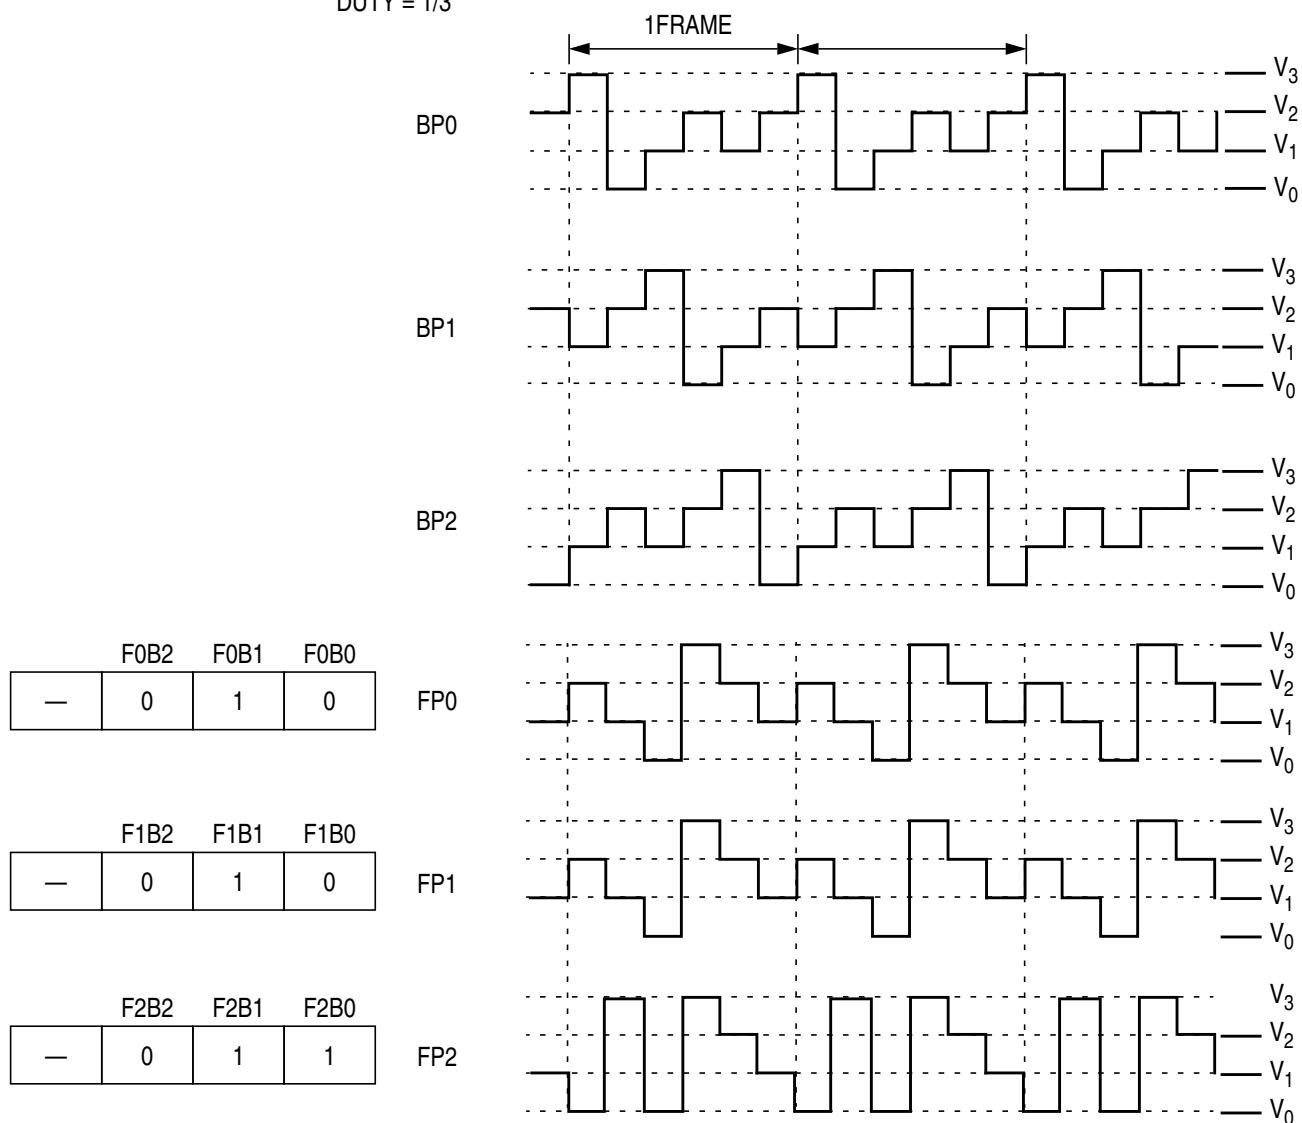 DUTY = 1/3
1FRAME
BP0
V3
V2
V1
V0
BP1
V3
V2
V1
V0
BP2
V3
V2
V1
V0
F0B2 F0B1 F0B0
— 0 1 0
FP0
V3
V2
V1
V0
F1B2 F1B1 F1B0
— 0 1 0
FP1
V3
V2
V1
V0
F2B2 F2B1 F2B0
— 0 1 1
FP2
V3
V2
V1
V0